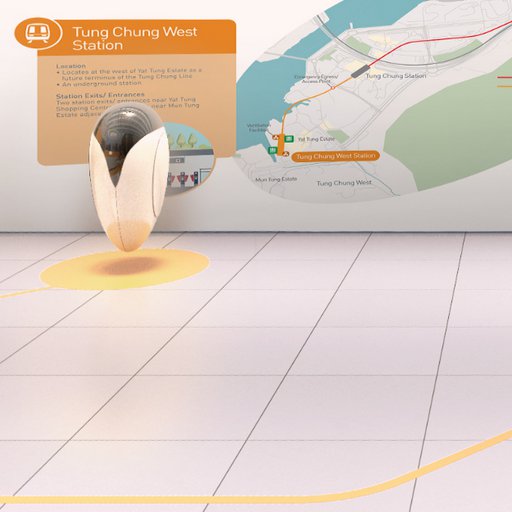 Tung Chung West
Station
Location
• Locates at the west of Yat Tung Estate as a
future terminus of the Tung Chung Line
• An underground station
Station Exits/ Entrances
Two station exits/ entrances near Yat Tung
Shopping
near Mun Tung
Estate
Emergency Egress/
Access Point
Tung Chung Station
Ventilation
Facilities
Yat Tung Estate
Tung Chung West Station
Mun Tung Estate
Tung Chung West